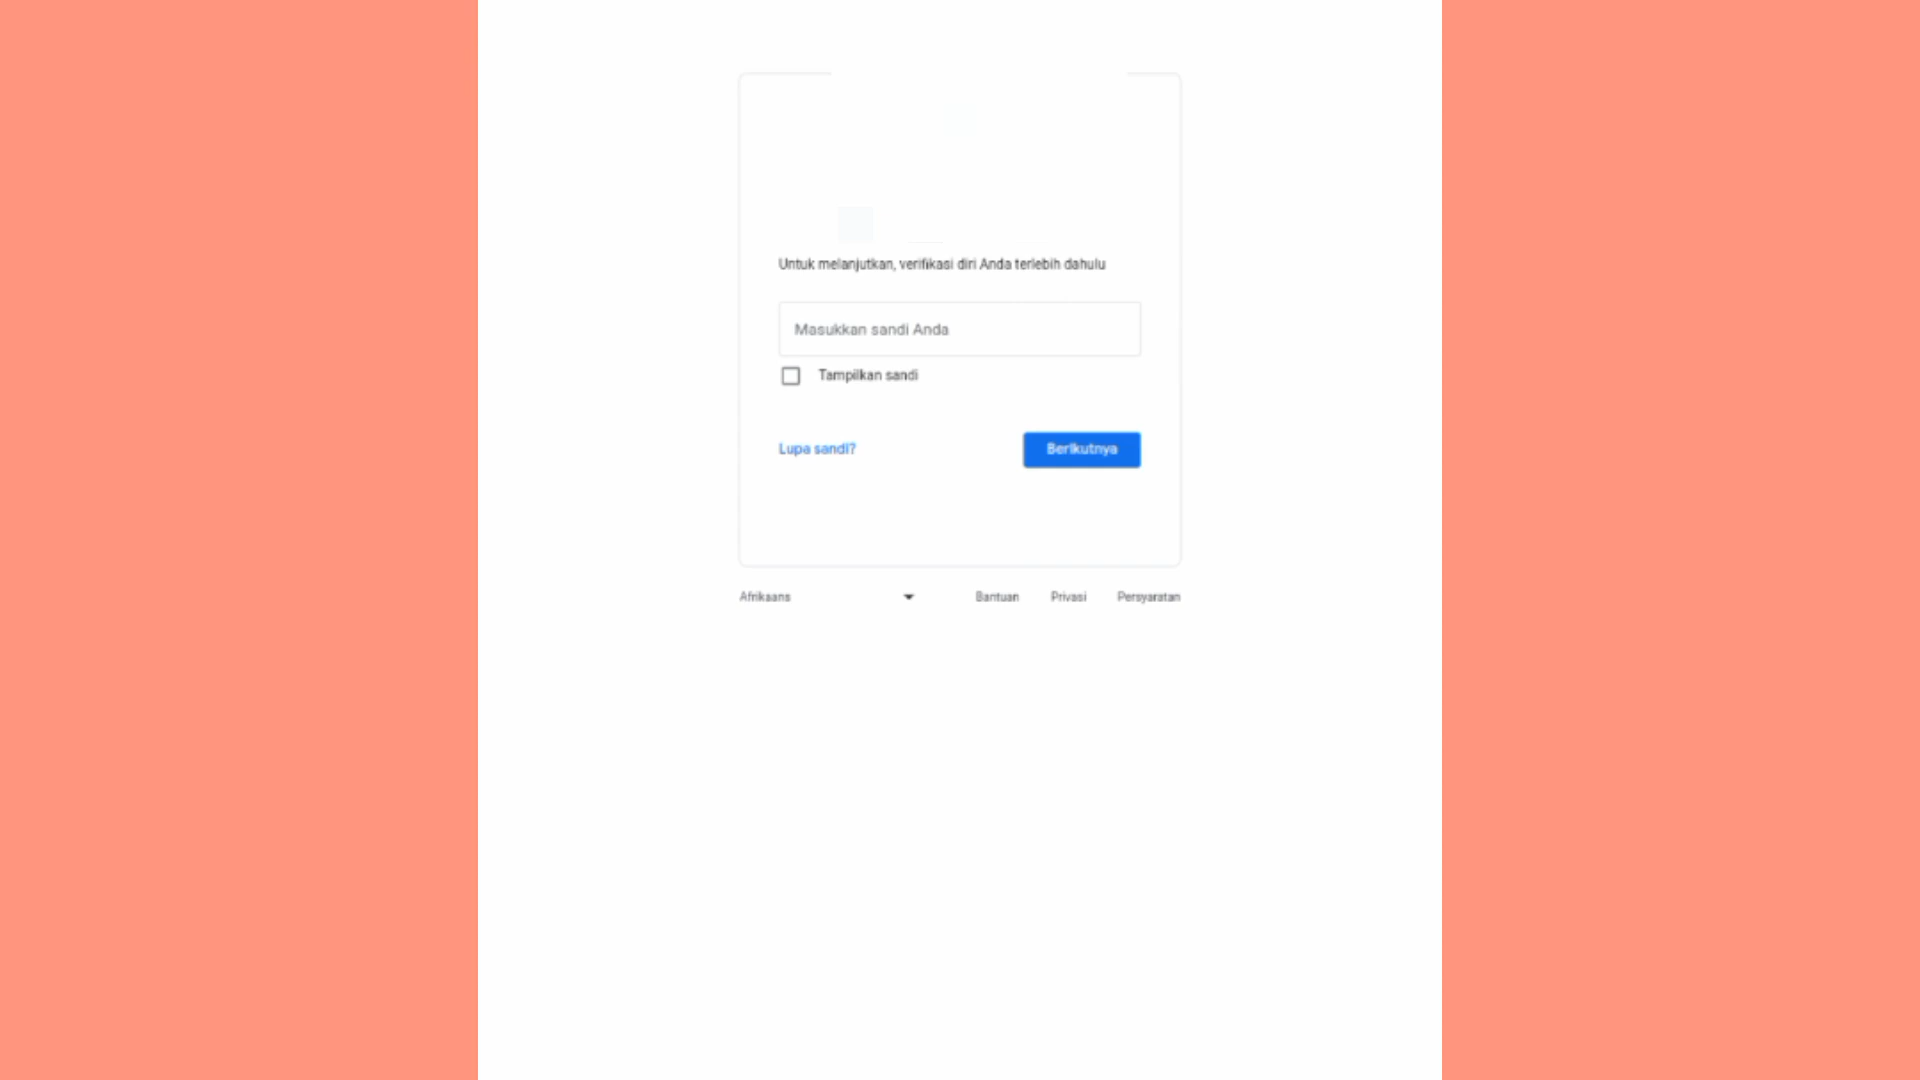 Untuk melanjutkan, verifikasi diri Anda terlebih dahulu
Masukkan sandi Anda
Tampilkan sandi
Lupa sandi?
Berikutnya
Afrikaans
Bantuan
Privasi
Persyaratan